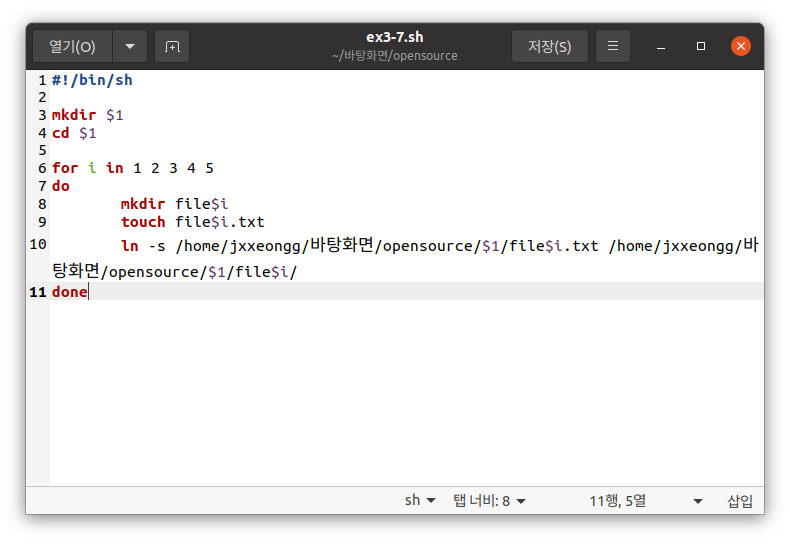 열기(O)
ex3-7.sh
~/바탕화면/opensource
저장(S)
1 #!/bin/sh
2
3 mkdir $1
4 cd $1
5
6 for i in 1 2 3 4 5
7 do
8 mkdir file$i
9 touch file$i.txt
10 ln -s /home/jxxeongg/바탕화면/opensource/$1/file$i.txt /home/jxxeongg/바
탕화면/opensource/$1/file$i/
11 done
sh 탭 너비: 8 11행, 5열 삽입